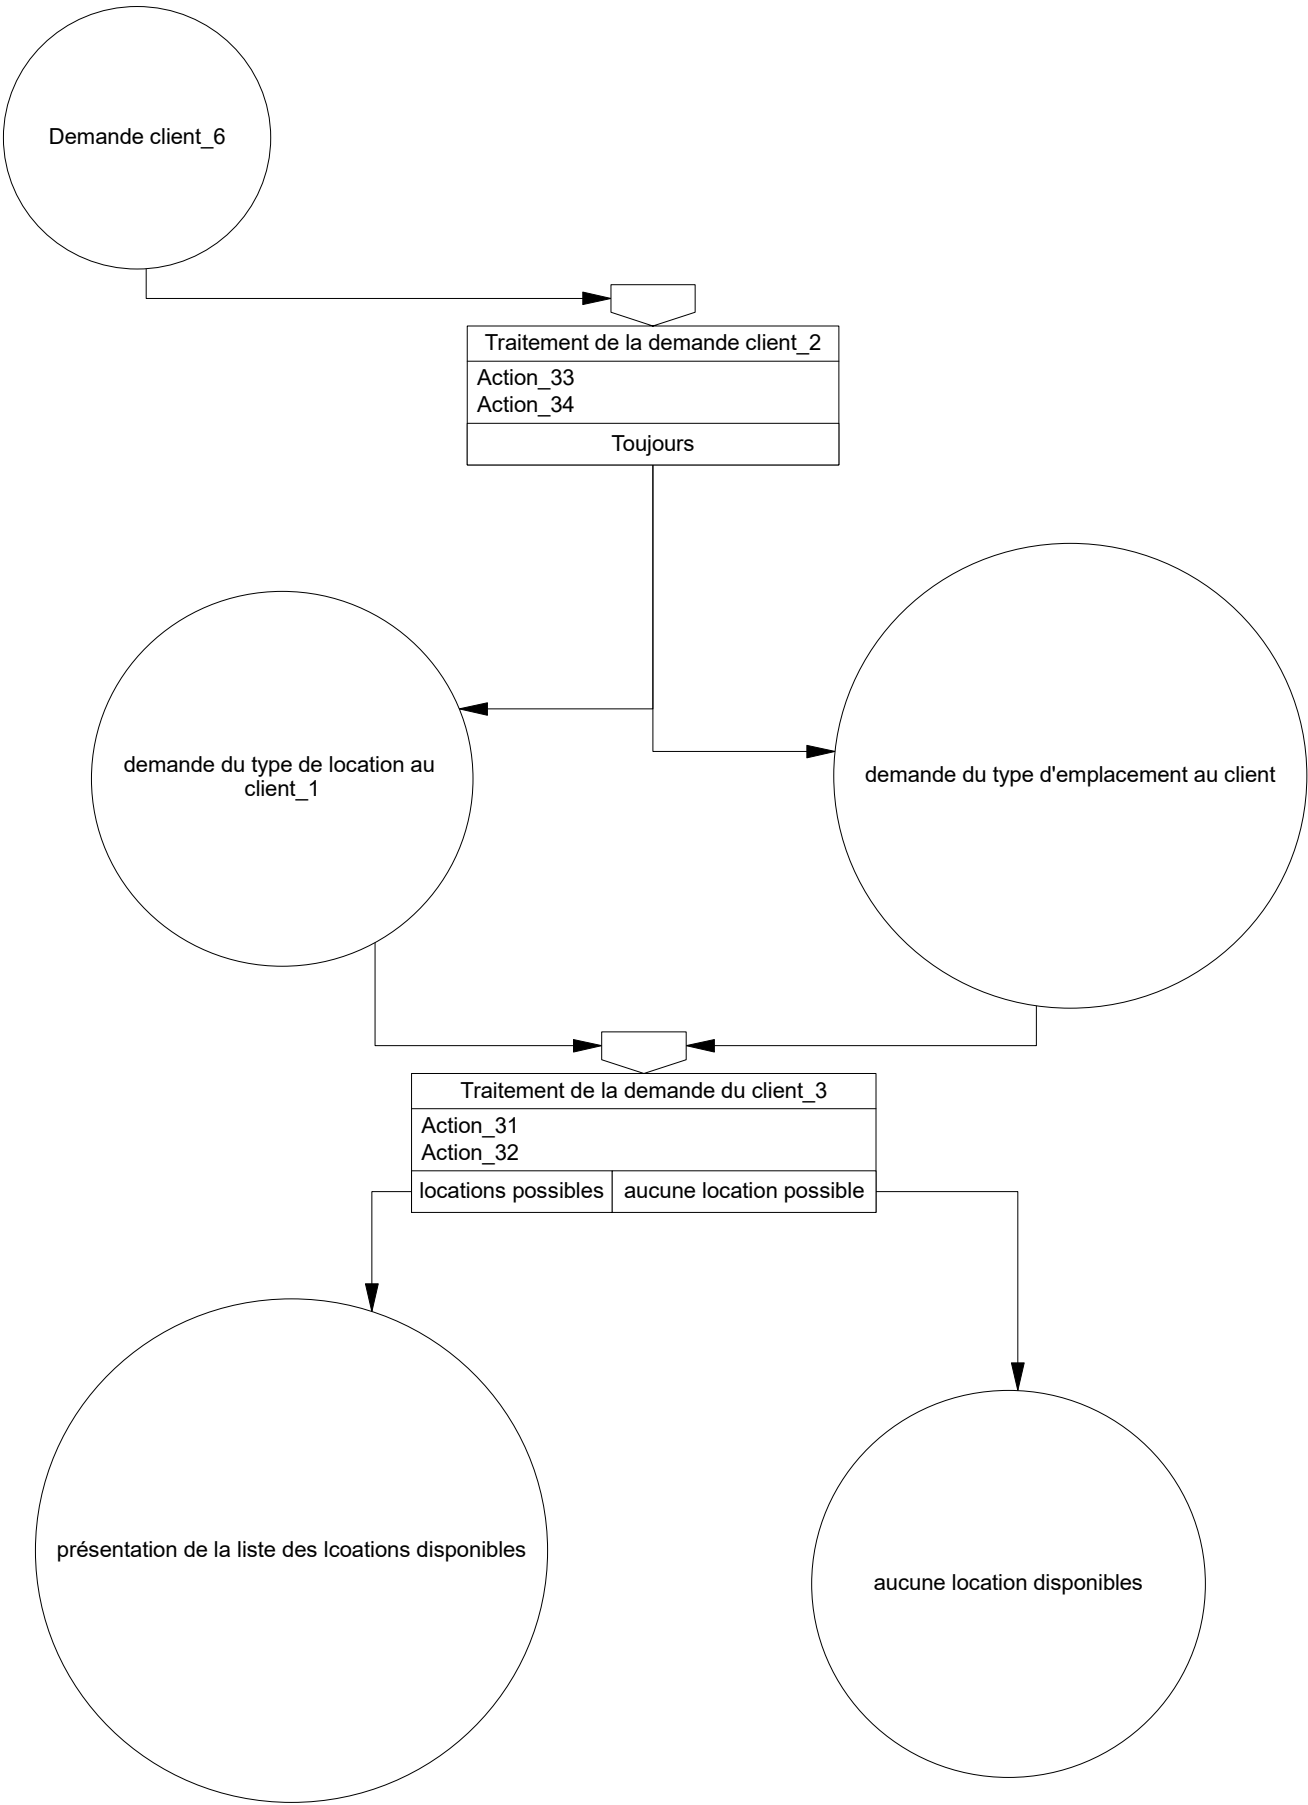 Demande client_6
Traitement de la demande client_2
Action_33
Action_34
Toujours
demande du type de location au
client_1
demande du type d'emplacement au client
Traitement de la demande du client_3
Action_31
Action_32
locations possibles
aucune location possible
présentation de la liste des lcoations disponibles
aucune location disponibles